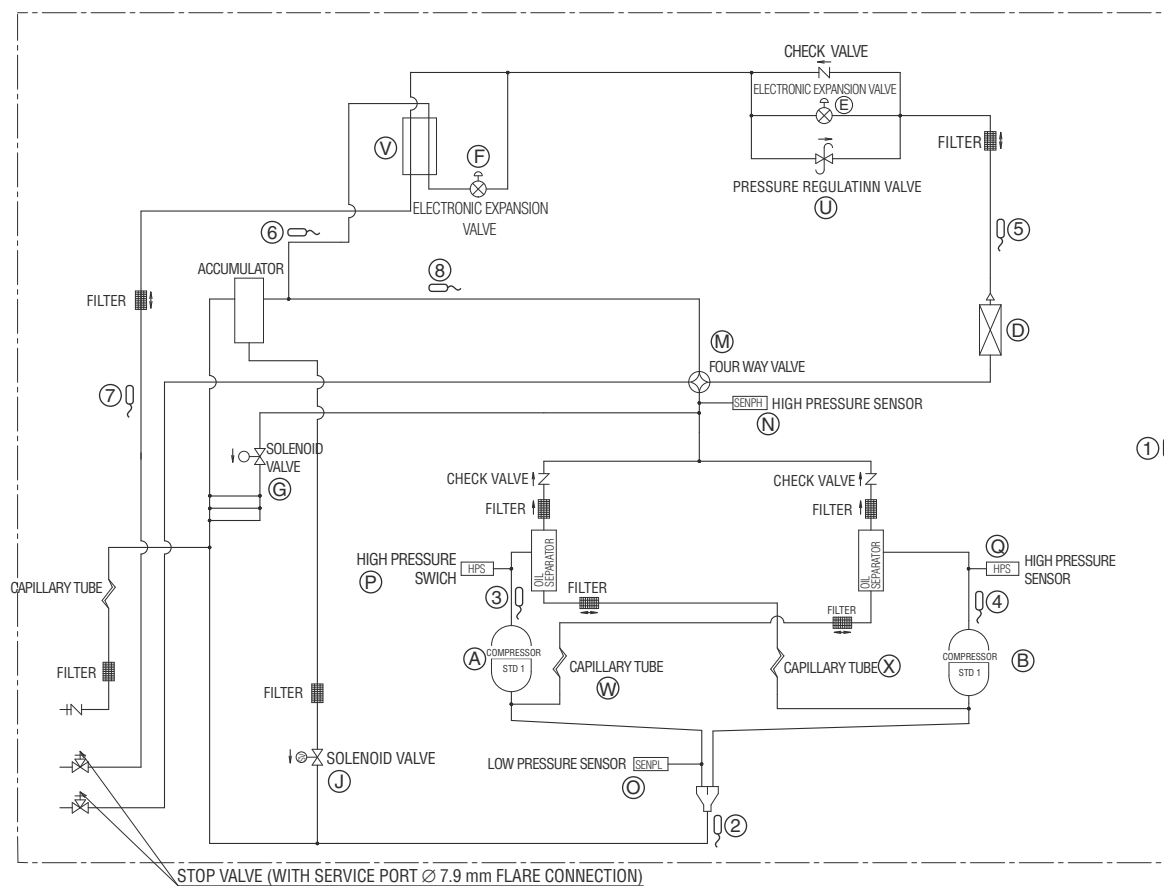 CHECK VALVE
ELECTRONIC EXPANSION VALVE
E
FILTER
V
F
PRESSURE REGULATINN VALVE
U
ELECTRONIC EXPANSION
VALVE
6
5
ACCUMULATOR
8
FILTER
D
M
FOUR WAY VALVE
7
SENPH
HIGH PRESSURE SENSOR
N
1
SOLENOID
VALVE
G
CHECK VALVE
CHECK VALVE
FILTER
FILTER
OIL
SEPARATOR
OIL
SEPARATOR
HIGH PRESSURE
SWICH
HPS
P
Q
HPS
HIGH PRESSURE
SENSOR
CAPILLARY TUBE
FILTER
3
4
FILTER
A
COMPRESSOR
STD 1
CAPILLARY TUBE
W
CAPILLARY TUBE
X
COMPRESSOR
STD 1
B
FILTER
FILTER
SOLENOID VALVE
J
LOW PRESSURE SENSOR
SENPL
O
2
STOP VALVE (WITH SERVICE PORT Ø 7.9 mm FLARE CONNECTION)